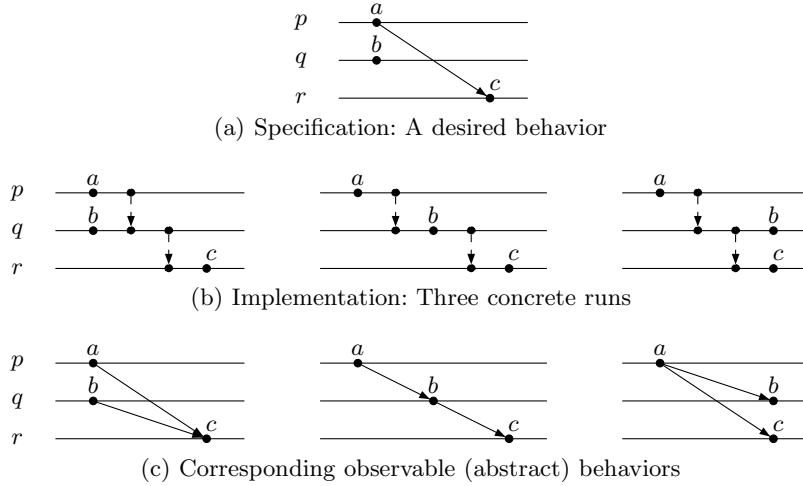 a
p
b
q
c
r
(a) Specification: A desired behavior
a a a
p
b b b
q
c c c
r
(b) Implementation: Three concrete runs
a a a
p
b b b
q
c c c
r
(c) Corresponding observable (abstract) behaviors